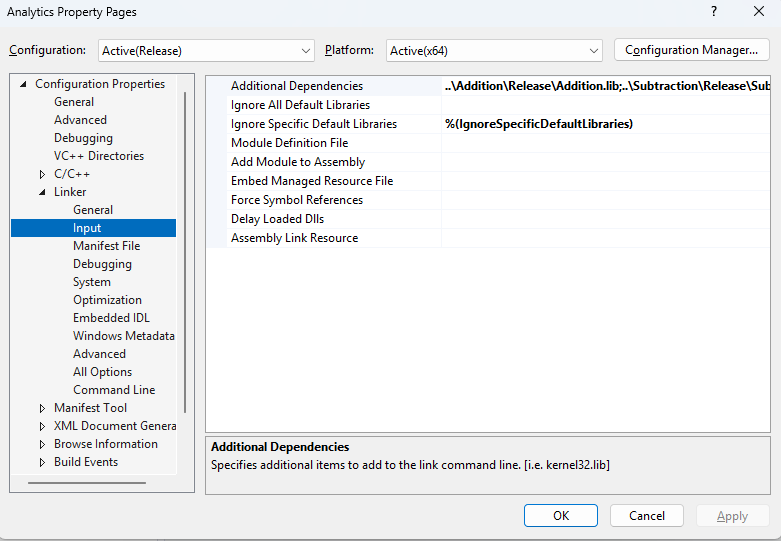 Analytics Property Pages
?
Configuration: Active(Release) Platform: Active(x64) Configuration Manager...
Configuration Properties
General
Advanced
Debugging
VC++ Directories
C/C++
Linker
General
Input
Manifest File
Debugging
System
Optimization
Embedded IDL
Windows Metadata
Advanced
All Options
Command Line
Manifest Tool
XML Document Genera
Browse Information
Build Events
Additional Dependencies ..\Addition\Release\Addition.lib;..\Subtraction\Release\Sub
Ignore All Default Libraries
Ignore Specific Default Libraries %(IgnoreSpecificDefaultLibraries)
Module Definition File
Add Module to Assembly
Embed Managed Resource File
Force Symbol References
Delay Loaded Dlls
Assembly Link Resource
Additional Dependencies
Specifies additional items to add to the link command line. [i.e. kernel32.lib]
OK Cancel Apply